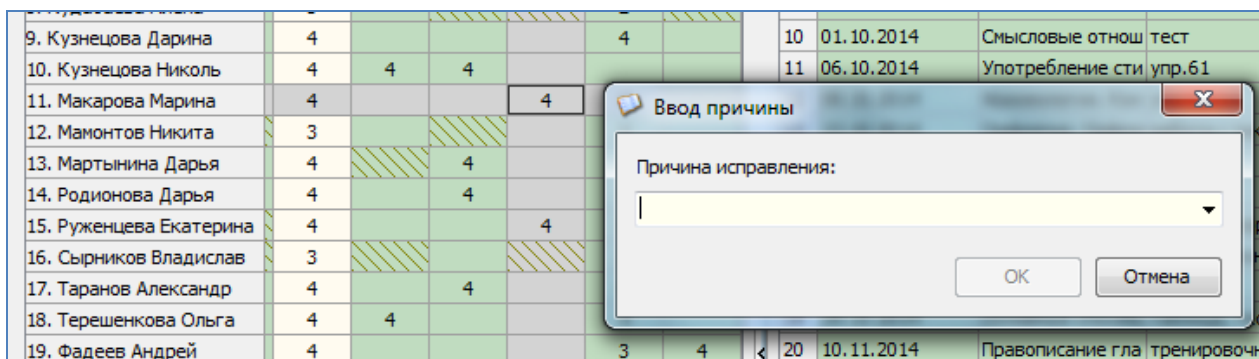 9. Кузнецова Дарина 4 4 10 01.10.2014 Смысловые отнош тест
10. Кузнецова Николь 4 4 4 11 06.10.2014 Употребление сти упр.61
11. Макарова Марина 4 4
Ввод причины
12. Мамонтов Никита 3
13. Мартынина Дарья 4 4
Причина исправления:
14. Родионова Дарья 4 4
15. Руженцева Екатерина 4 4
16. Сырников Владислав 3
17. Таранов Александр 4 4
OK Отмена
18. Терешенкова Ольга 4 4
19. Фадеев Андрей 4 3 4 20 10.11.2014 Правописание гла тренировочн